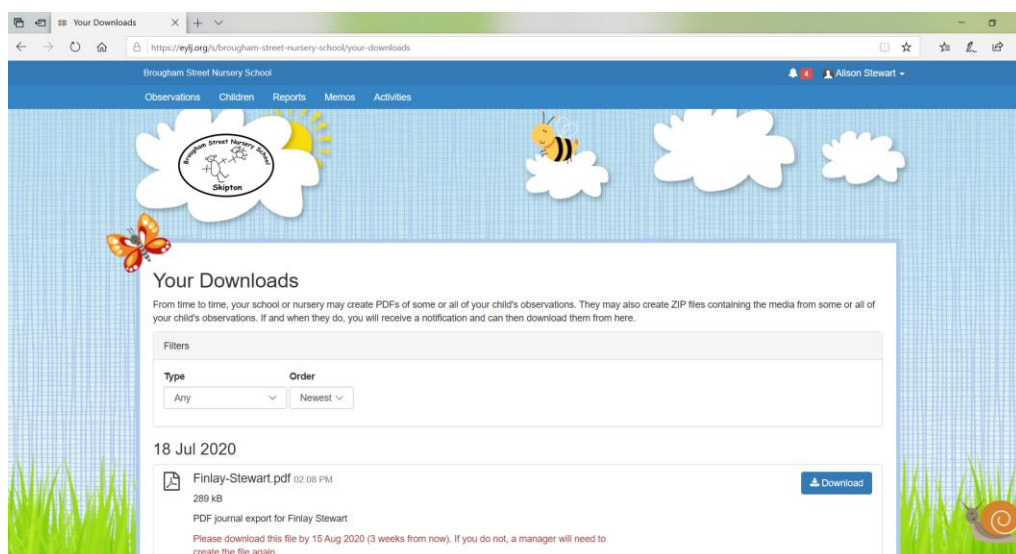 Your Downloads
https://eylj.org/s/brougham-street-nursery-school/your-downloads
Brougham Street Nursery School
4
Alison Stewart
Observations Children Reports Memos Activities
Brougham Street Nursery School
Skipton
Your Downloads
From time to time, your school or nursery may create PDFs of some or all of your child's observations. They may also create ZIP files containing the media from some or all of
your child's observations. If and when they do, you will receive a notification and can then download them from here.
Filters
Type Order
Any Newest
18 Jul 2020
Finlay-Stewart.pdf 02:08 PM
Download
289 kB
PDF journal export for Finlay Stewart
Please download this file by 15 Aug 2020 (3 weeks from now). If you do not, a manager will need to
create the file again.